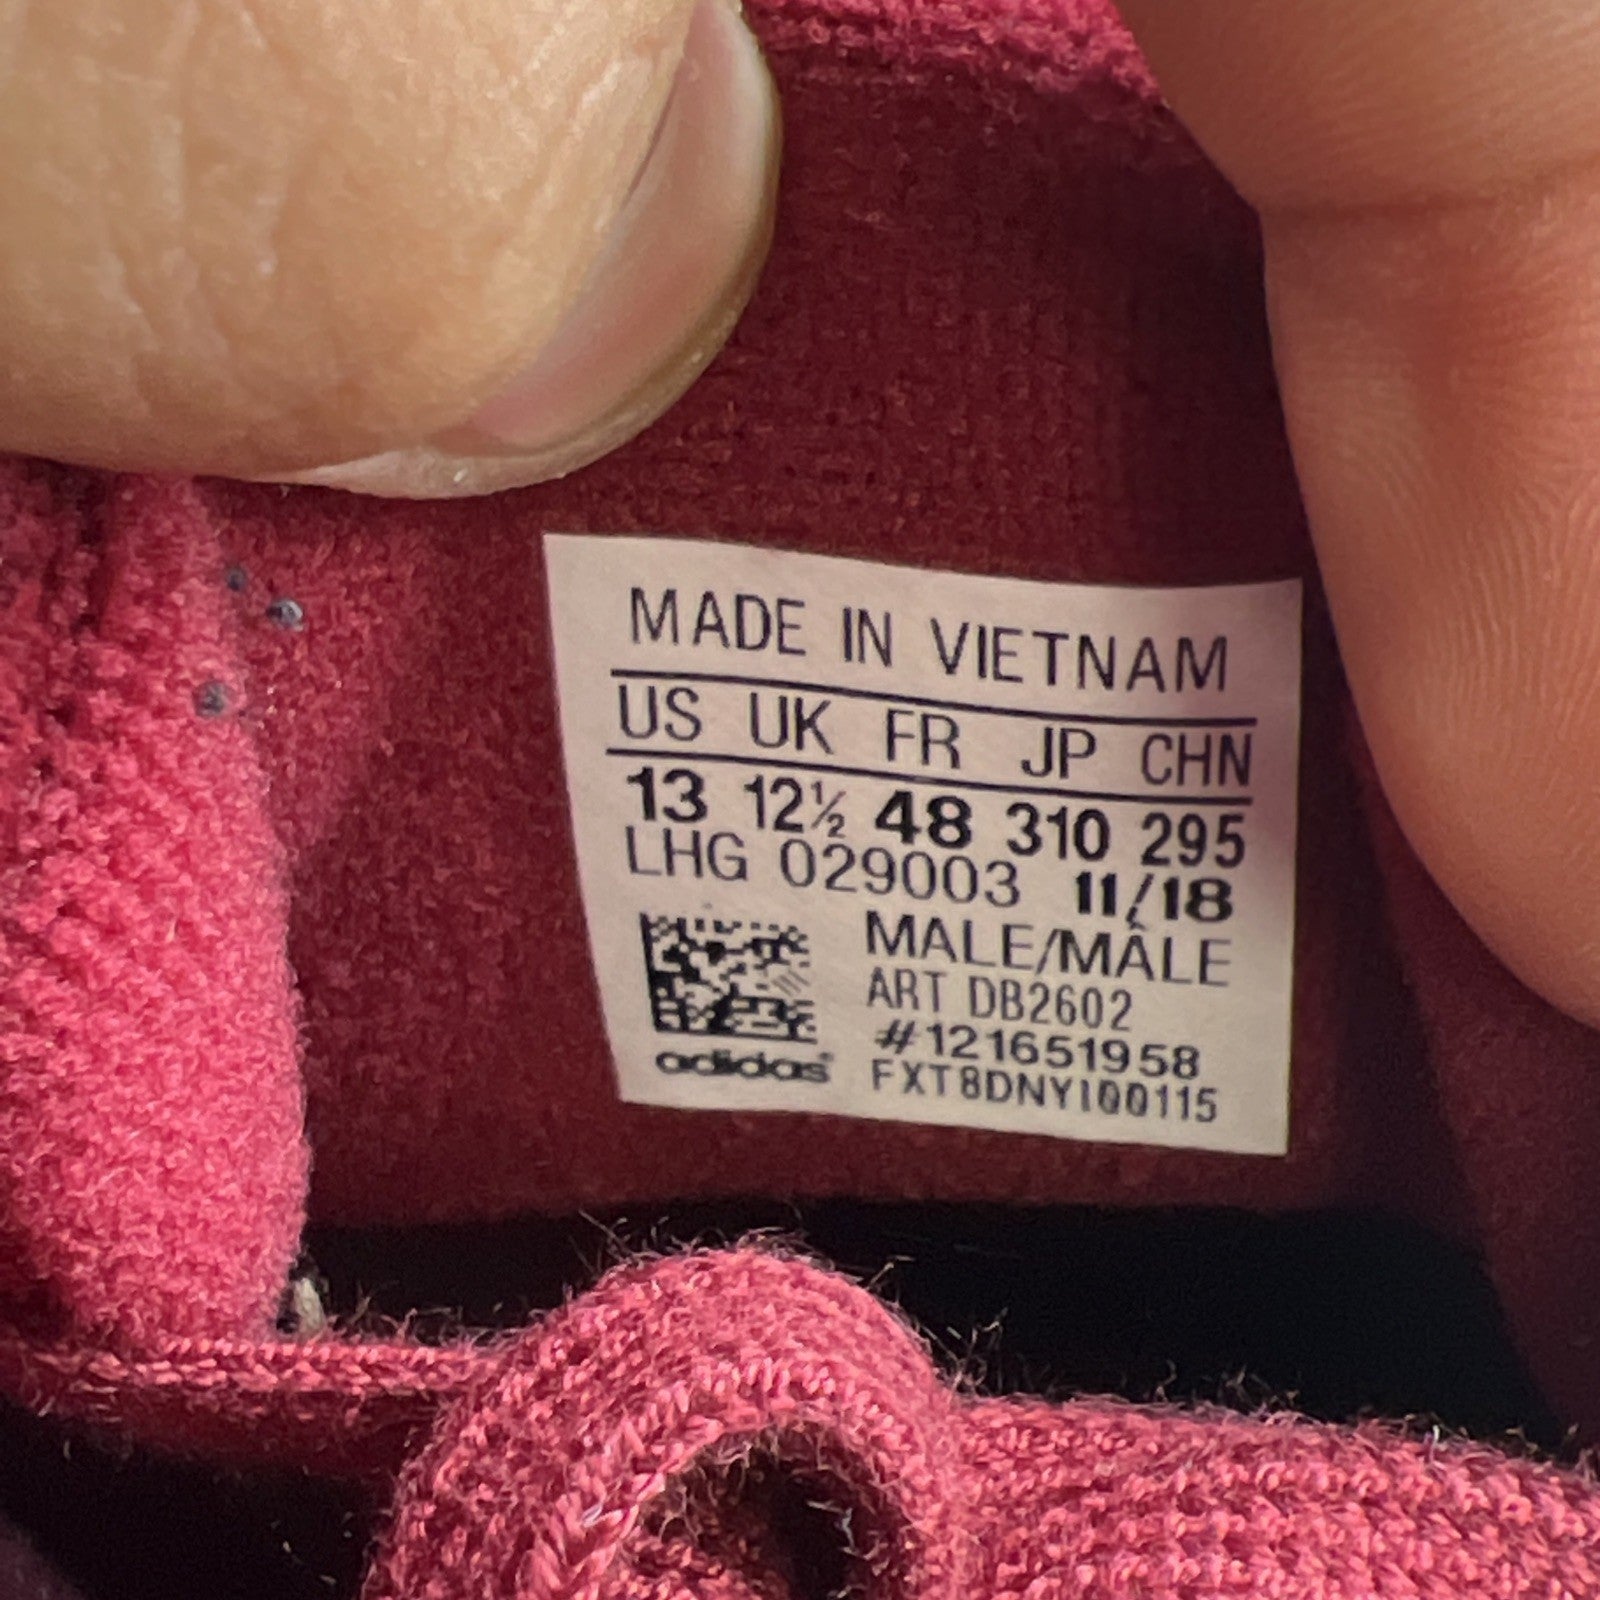 MADE IN VIETNAM
US UK FR JP CHN
13 12½ 48 310 295
LHG 029003 11/18
MALE/MÂLE
ART DB2602
#121651958
adidas FXT8DNY100115